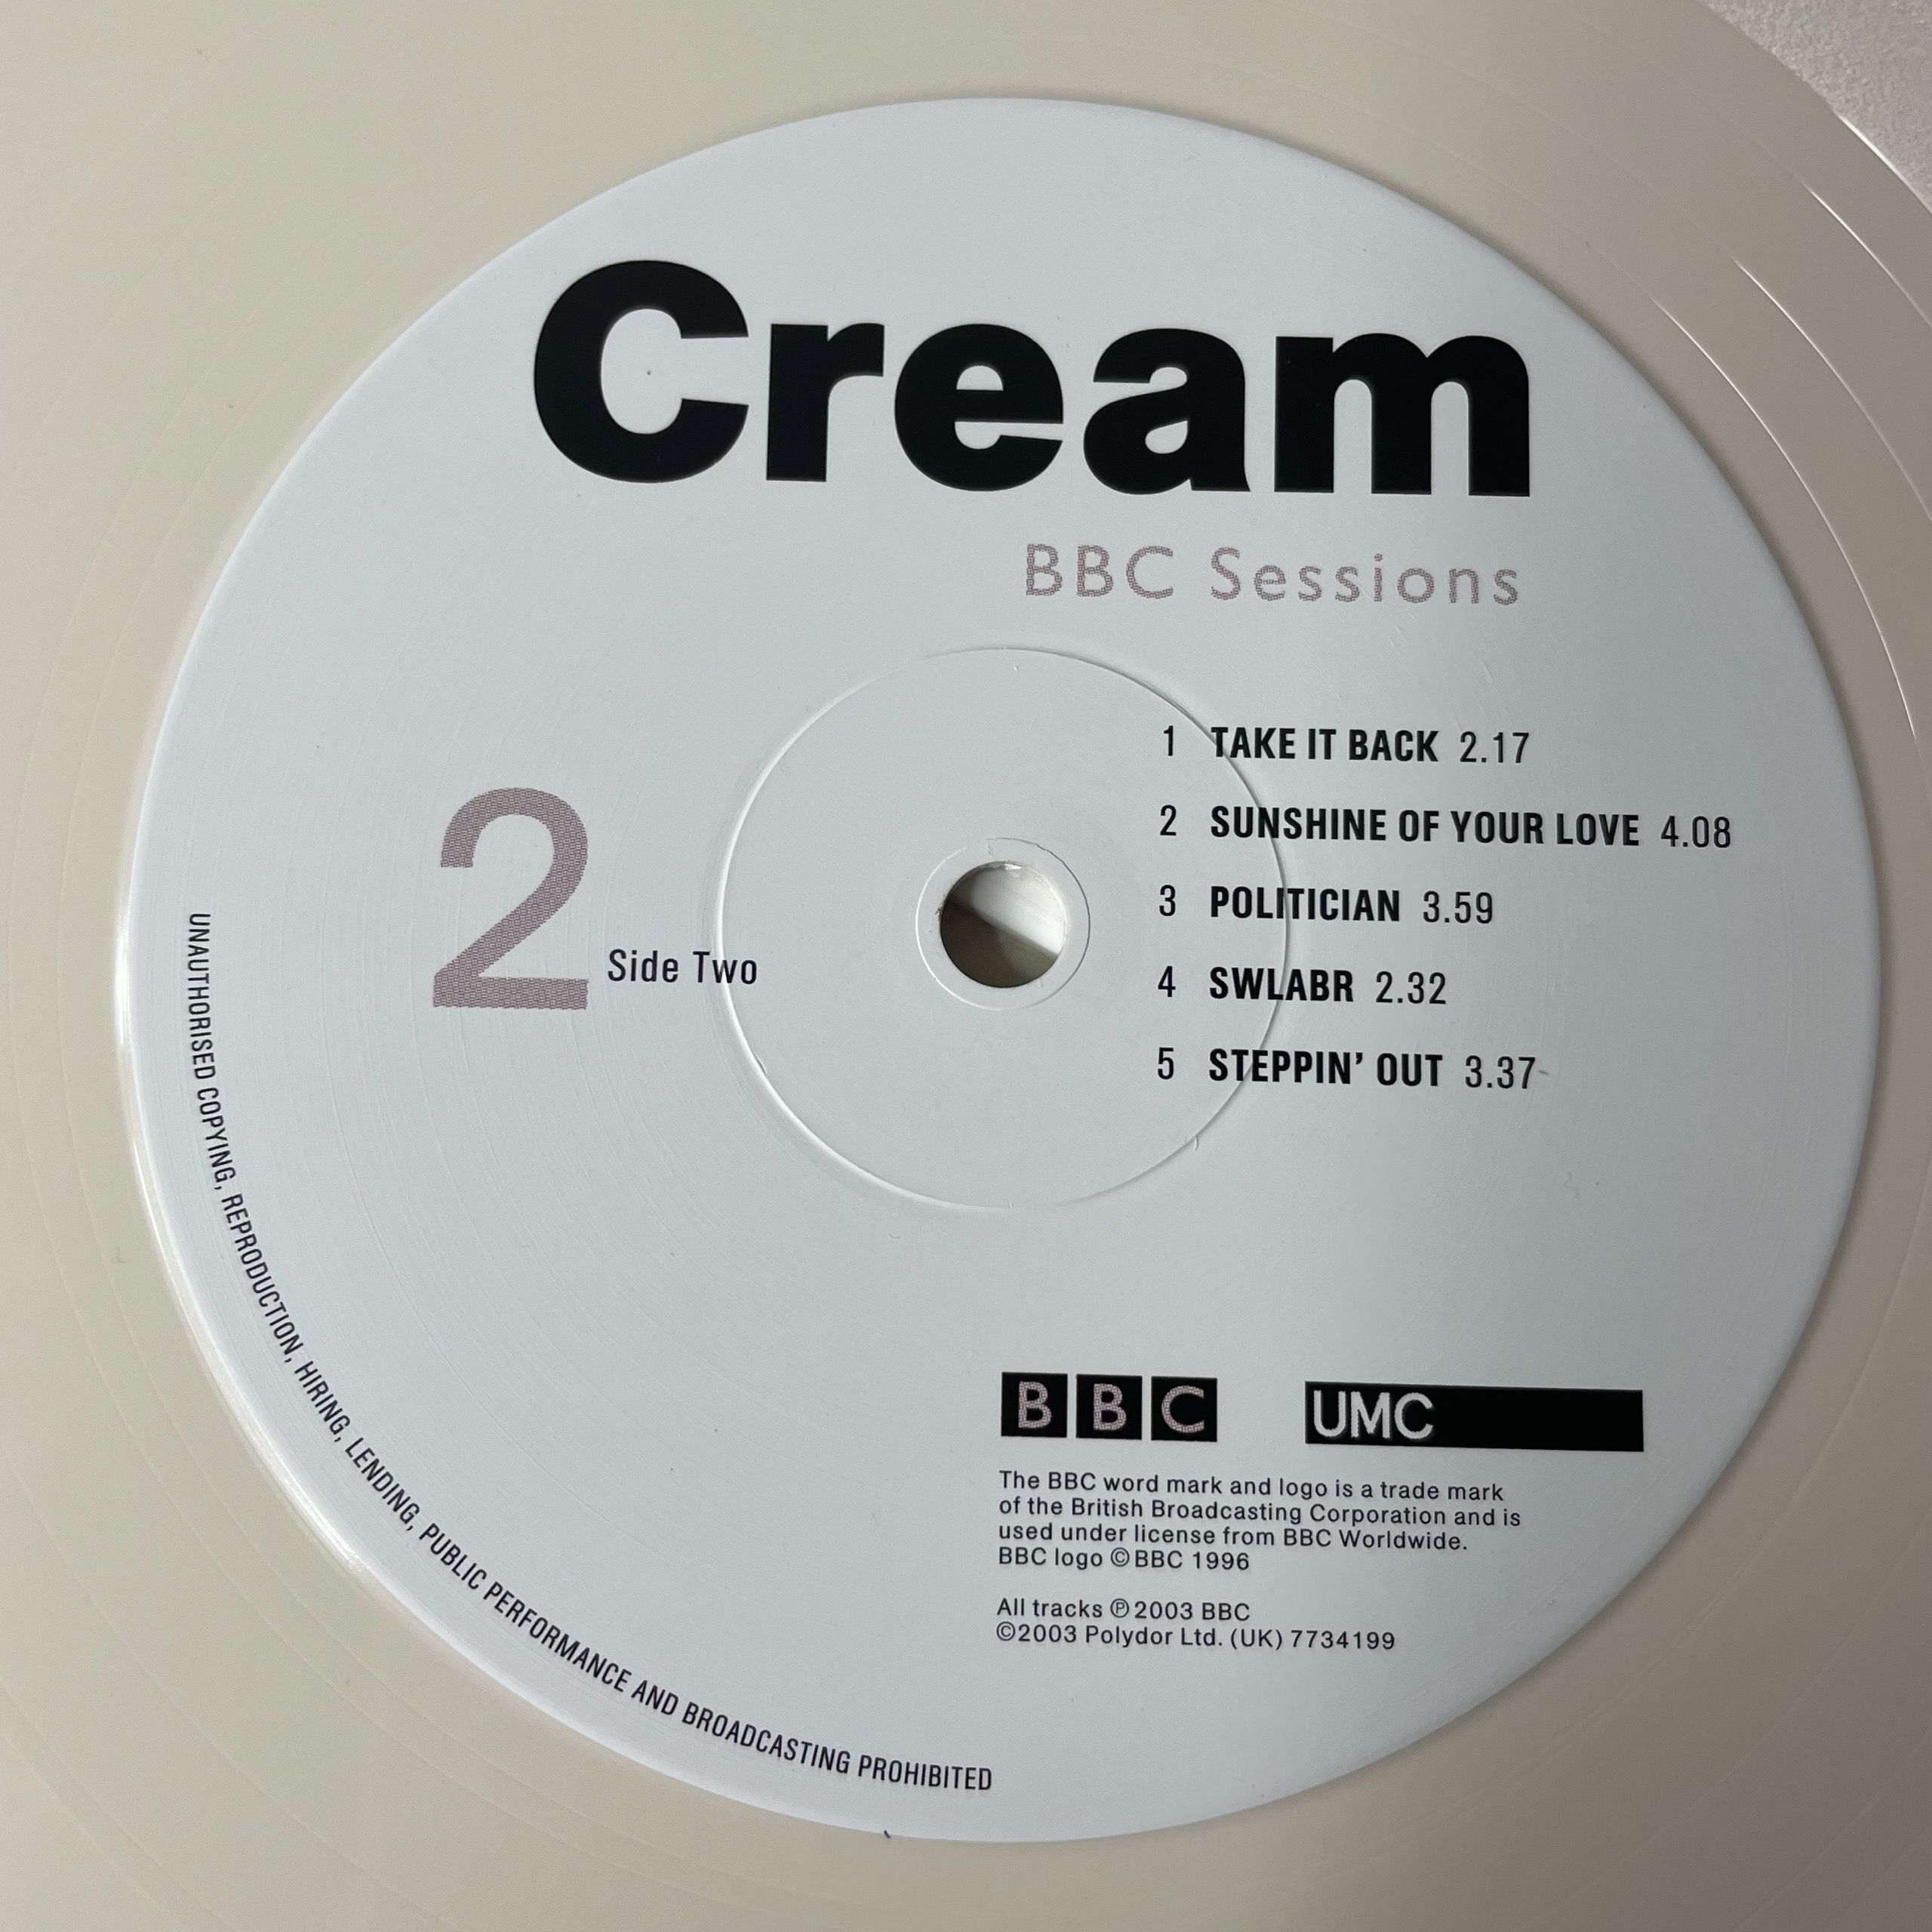 Cream
BBC Sessions
1 TAKE IT BACK 2.17
2 SUNSHINE OF YOUR LOVE 4.08
3 POLITICIAN 3.59
4 SWLABR 2.32
5 STEPPIN’ OUT 3.37
2 Side Two
BBC UMC
The BBC word mark and logo is a trade mark
of the British Broadcasting Corporation and is
used under license from BBC Worldwide.
BBC logo ©BBC 1996
All tracks ℗2003 BBC
©2003 Polydor Ltd. (UK) 7734199
UNAUTHORISED COPYING, REPRODUCTION, HIRING, LENDING, PUBLIC PERFORMANCE AND BROADCASTING PROHIBITED